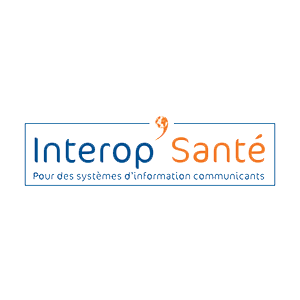 Interop'Santé
Pour des systèmes d'information communicants